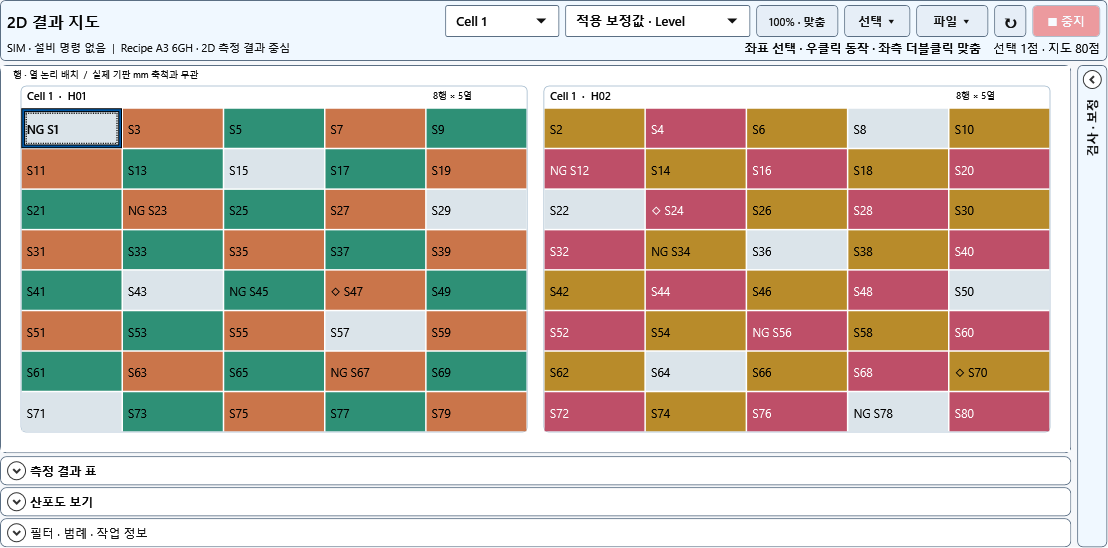 2D 결과 지도
Cell 1
적용 보정값 · Level
100% · 맞춤
선택
파일
중지
SIM · 설비 명령 없음 | Recipe A3 6GH · 2D 측정 결과 중심
좌표 선택 · 우클릭 동작 · 좌측 더블클릭 맞춤 선택 1점 · 지도 80점
행 · 열 논리 배치 / 실제 기판 mm 축척과 무관
Cell 1 · H01 8행 × 5열
NG S1 S3 S5 S7 S9
S11 S13 S15 S17 S19
S21 NG S23 S25 S27 S29
S31 S33 S35 S37 S39
S41 S43 NG S45 ◇ S47 S49
S51 S53 S55 S57 S59
S61 S63 S65 NG S67 S69
S71 S73 S75 S77 S79
Cell 1 · H02 8행 × 5열
S2 S4 S6 S8 S10
NG S12 S14 S16 S18 S20
S22 ◇ S24 S26 S28 S30
S32 NG S34 S36 S38 S40
S42 S44 S46 S48 S50
S52 S54 NG S56 S58 S60
S62 S64 S66 S68 ◇ S70
S72 S74 S76 NG S78 S80
검사 · 보정
측정 결과 표
산포도 보기
필터 · 범례 · 작업 정보